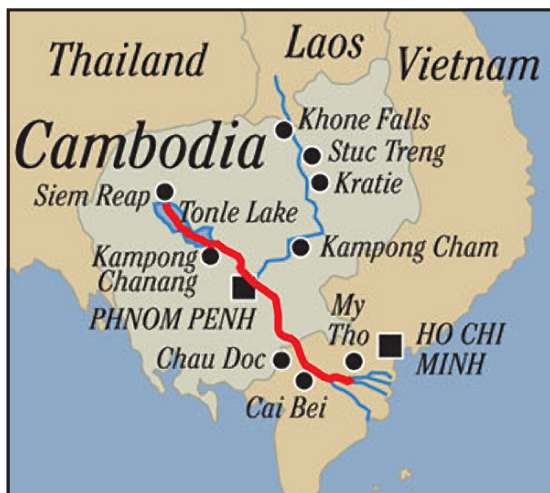 Laos
Thailand
Vietnam
Khone Falls
Cambodia
Stuc Treng
Kratie
Siem Reap
Tonle Lake
Kampong Cham
Kampong
Chanang
PHNOM PENH
My
Tho
HO CHI
MINH
Chau Doc
Cai Bei